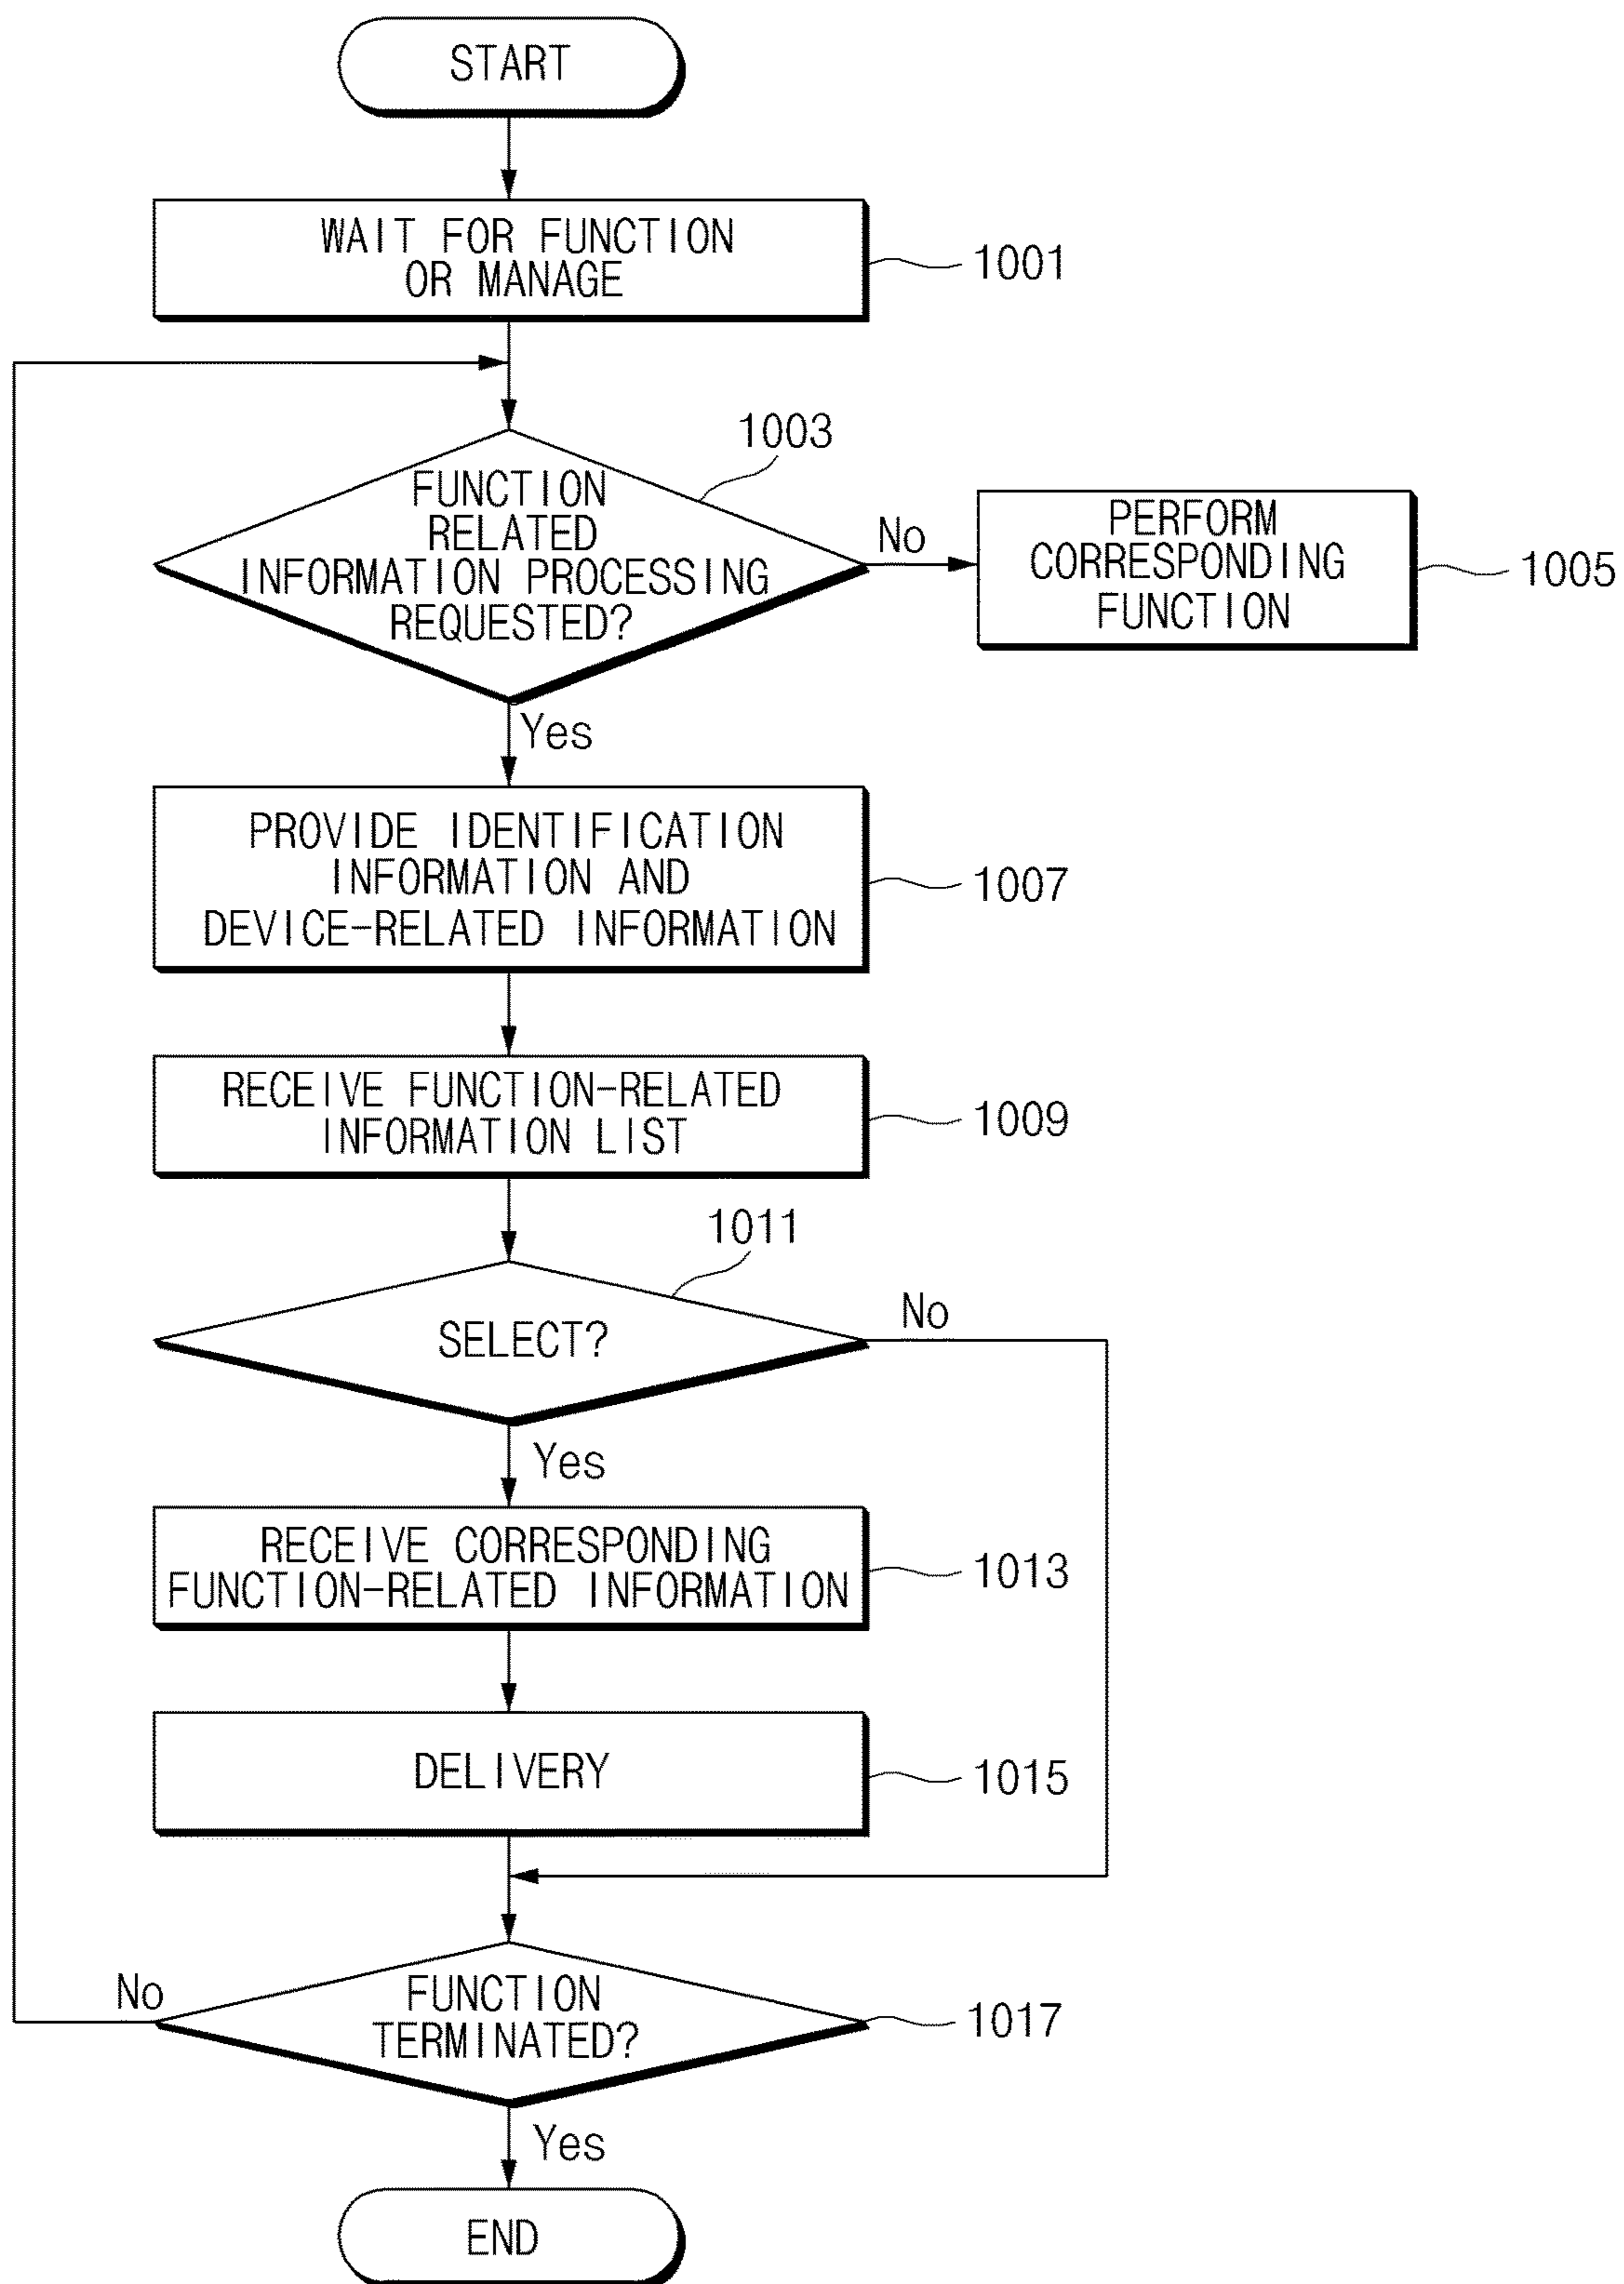 START
WAIT FOR FUNCTION
OR MANAGE
1001
1003
FUNCTION
RELATED
INFORMATION PROCESSING
REQUESTED?
No
PERFORM
CORRESPONDING
FUNCTION
1005
Yes
PROVIDE IDENTIFICATION
INFORMATION AND
DEVICE-RELATED INFORMATION
1007
RECEIVE FUNCTION-RELATED
INFORMATION LIST
1009
1011
SELECT?
No
Yes
RECEIVE CORRESPONDING
FUNCTION-RELATED INFORMATION
1013
DELIVERY
1015
No
FUNCTION
TERMINATED?
1017
Yes
END